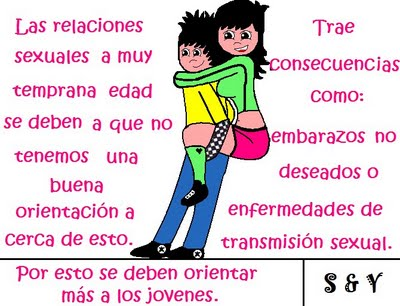 Las relaciones
sexuales a muy
temprana edad
se deben a que no
tenemos una
buena
orientación a
cerca de esto.
Trae
consecuencias
como:
embarazos no
deseados o
enfermedades de
transmisión sexual.
Por esto se deben orientar
más a los jovenes.
S & Y